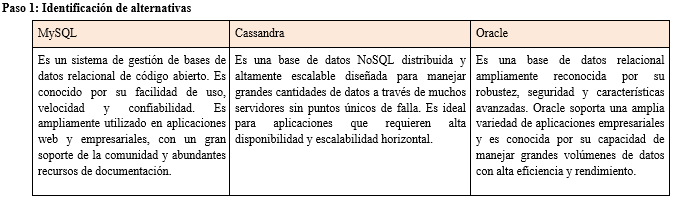 Paso 1: Identificación de alternativas
MySQL
Es un sistema de gestión de bases de
datos relacional de código abierto. Es
conocido por su facilidad de uso,
velocidad y confiabilidad. Es
ampliamente utilizado en aplicaciones
web y empresariales, con un gran
soporte de la comunidad y abundantes
recursos de documentación.
Cassandra
Es una base de datos NoSQL distribuida y
altamente escalable diseñada para manejar
grandes cantidades de datos a través de muchos
servidores sin puntos únicos de falla. Es ideal
para aplicaciones que requieren alta
disponibilidad y escalabilidad horizontal.
Oracle
Es una base de datos relacional
ampliamente reconocida por su
robustez, seguridad y características
avanzadas. Oracle soporta una amplia
variedad de aplicaciones empresariales
y es conocida por su capacidad de
manejar grandes volúmenes de datos
con alta eficiencia y rendimiento.